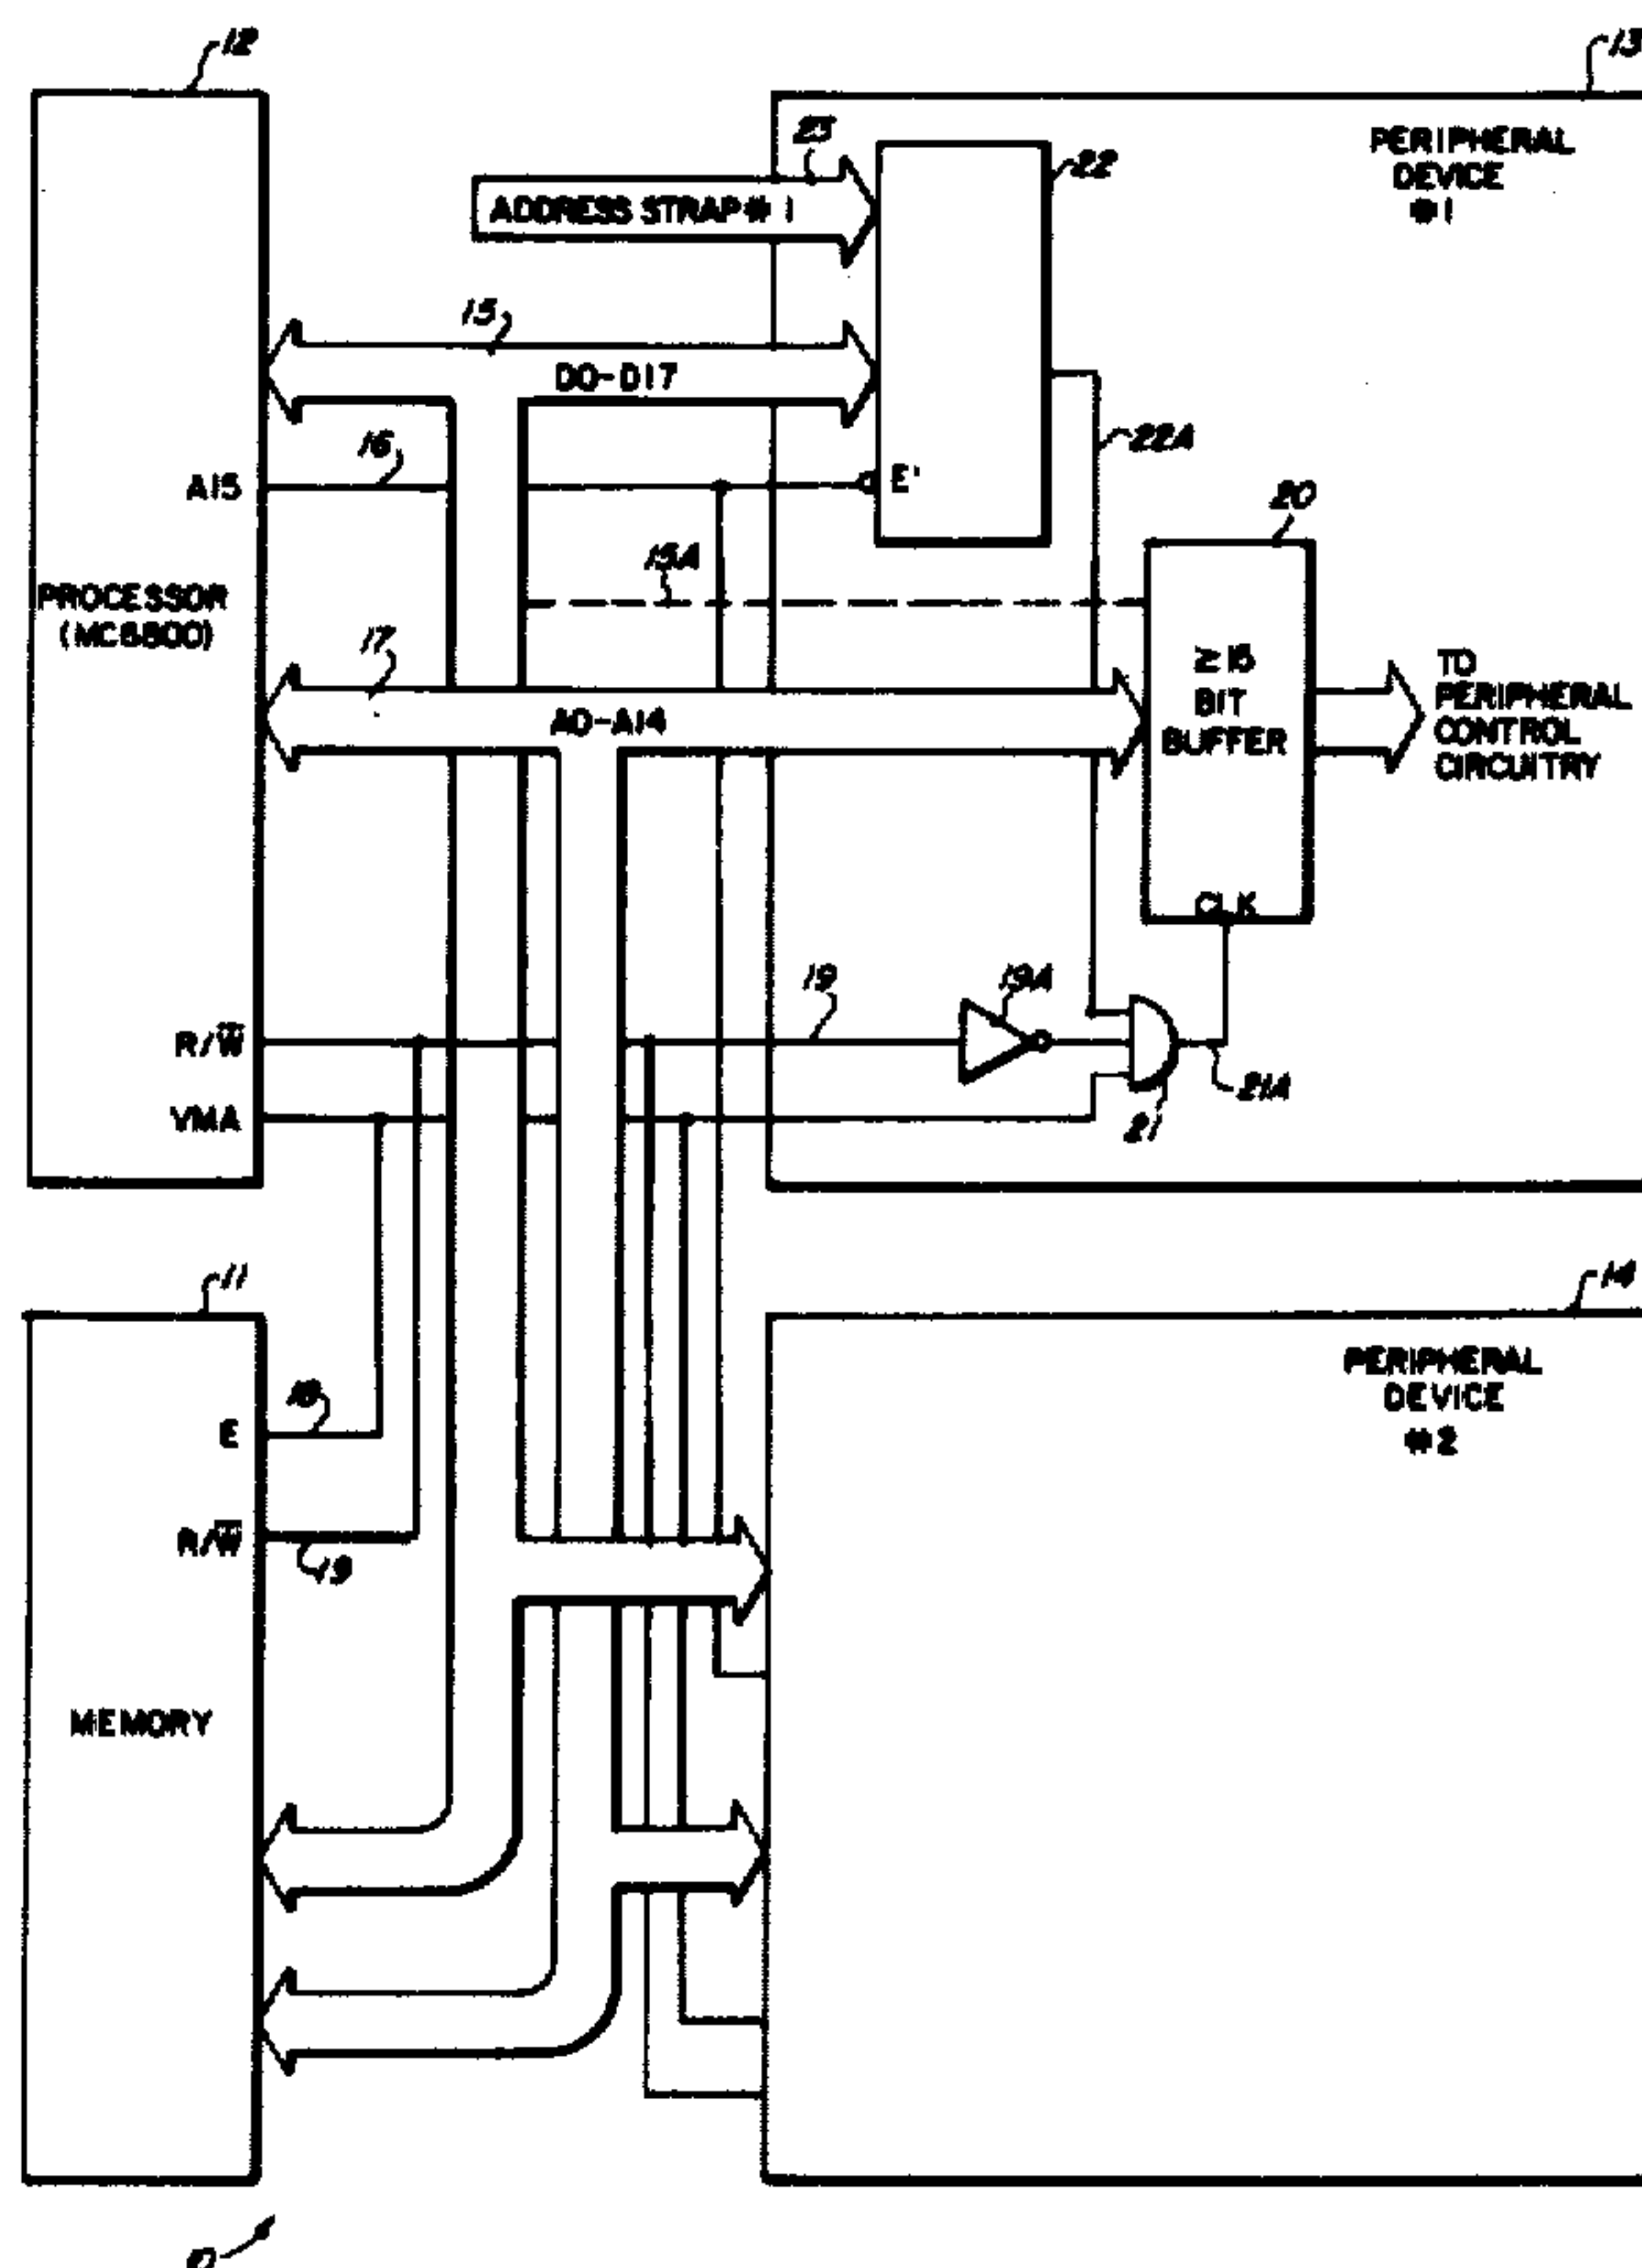 12
13
PERIPHERAL
DEVICE
#1
23
22
ADDRESS STRAP # 1
15
D0-D17
16
22A
A15
E'
20
15A
PROCESSOR
(MC6800)
17
≥15
BIT
BUFFER
TO
PERIPHERAL
CONTROL
CIRCUITRY
A0-A14
CLK
19
19A
R/W̅
21A
VMA
21
11
14
PERIPHERAL
DEVICE
#2
18
E
R/W̅
19
MEMORY
10